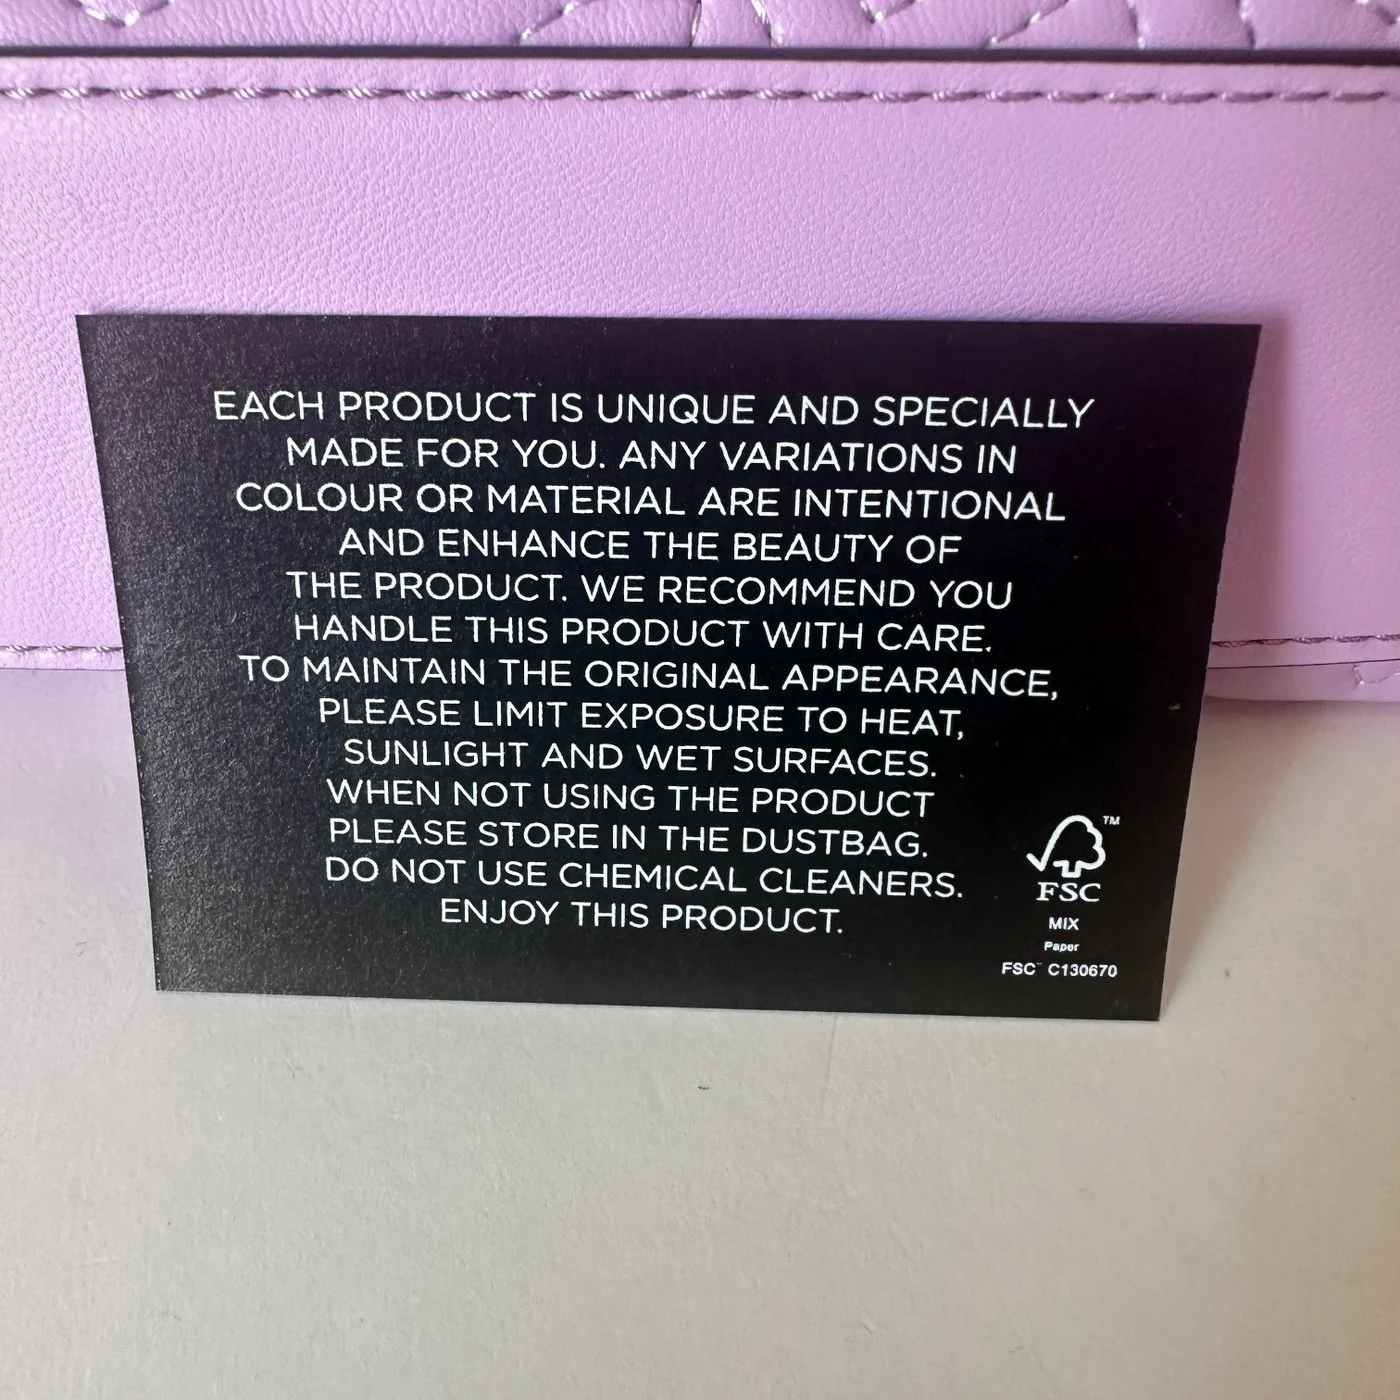 EACH PRODUCT IS UNIQUE AND SPECIALLY
MADE FOR YOU. ANY VARIATIONS IN
COLOUR OR MATERIAL ARE INTENTIONAL
AND ENHANCE THE BEAUTY OF
THE PRODUCT. WE RECOMMEND YOU
HANDLE THIS PRODUCT WITH CARE.
TO MAINTAIN THE ORIGINAL APPEARANCE,
PLEASE LIMIT EXPOSURE TO HEAT,
SUNLIGHT AND WET SURFACES.
WHEN NOT USING THE PRODUCT
PLEASE STORE IN THE DUSTBAG.
DO NOT USE CHEMICAL CLEANERS.
ENJOY THIS PRODUCT.
TM
FSC
MIX
Paper
FSC™ C130670